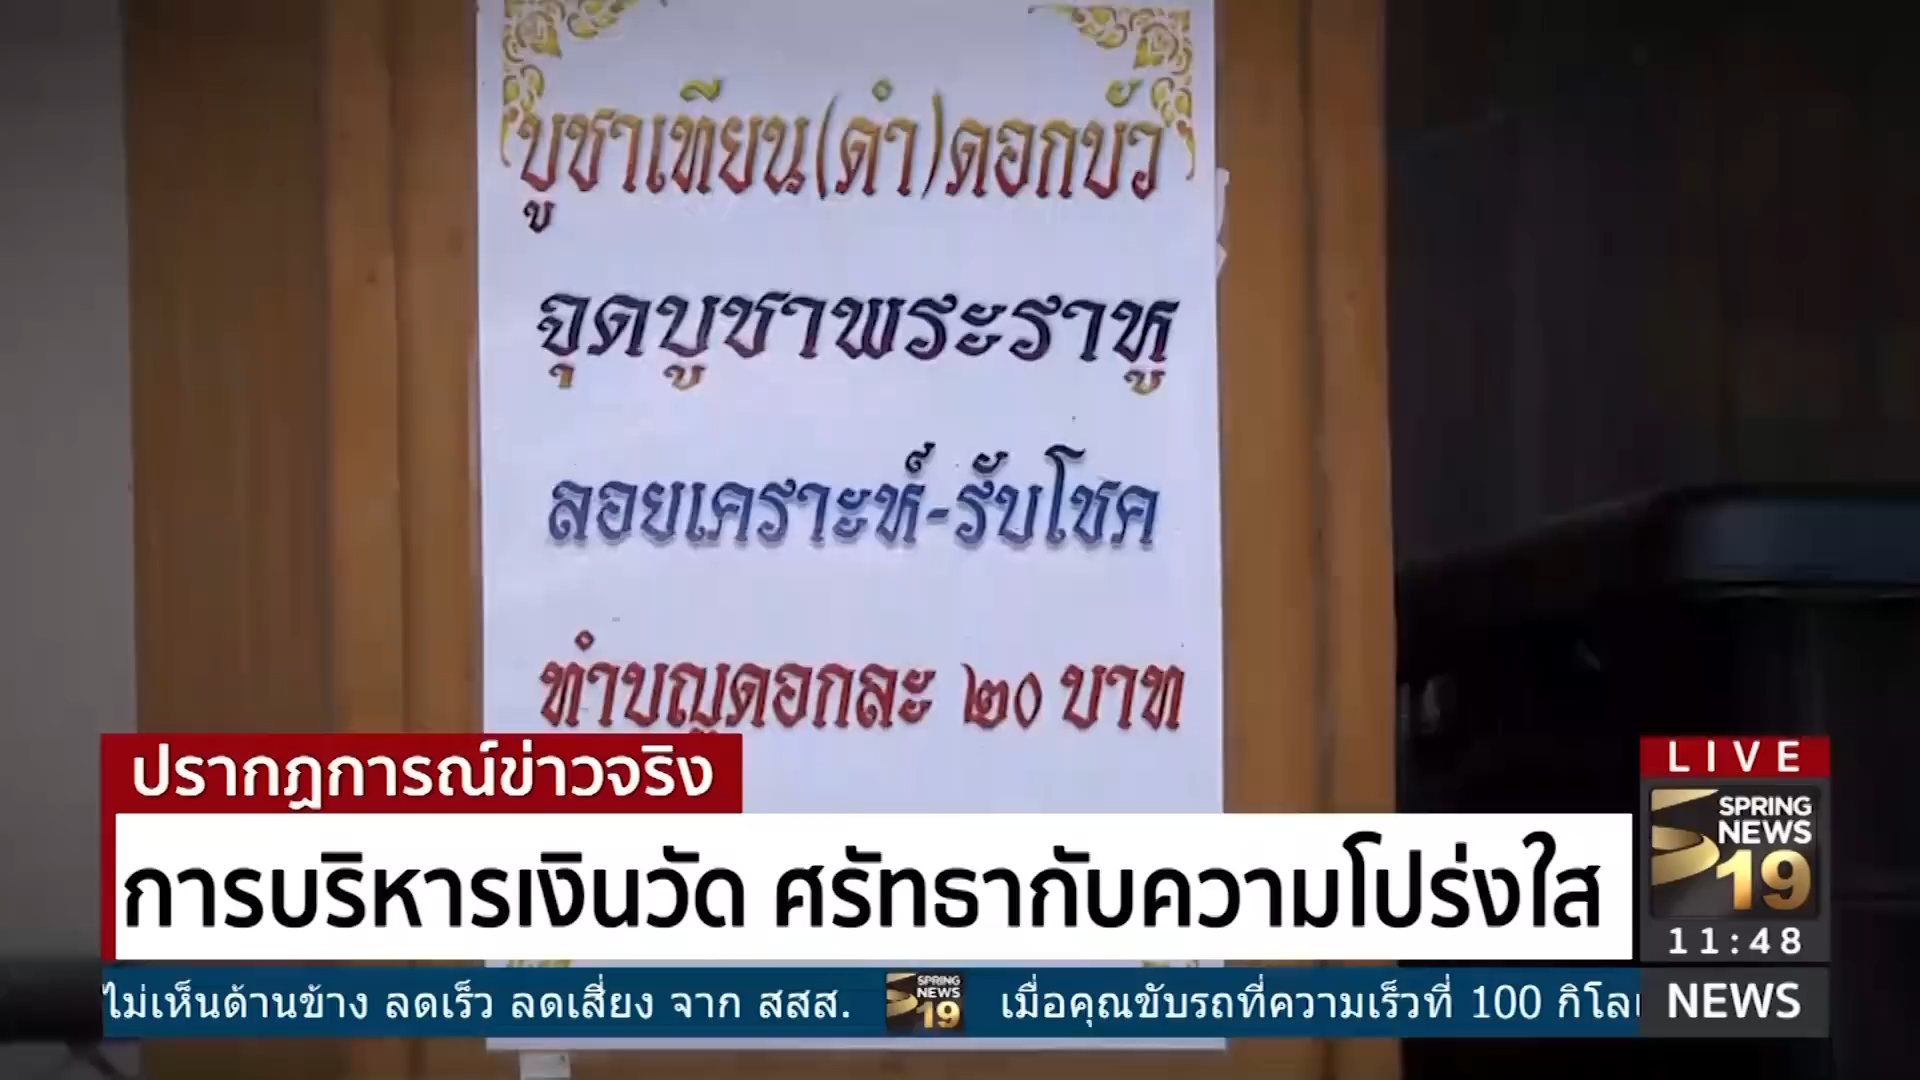 บูชาเทียน(ดำ)ดอกบัว
จุดบูชาพระราหู
ลอยเคราะห์-รับโชค
ทำบุญดอกละ ๒๐ บาท
ปรากฏการณ์ข่าวจริง
การบริหารเงินวัด ศรัทธากับความโปร่งใส
LIVE
SPRING
NEWS
19
11:48
NEWS
ไม่เห็นด้านข้าง ลดเร็ว ลดเสี่ยง จาก สสส.
SPRING
NEWS
19
เมื่อคุณขับรถที่ความเร็วที่ 100 กิโล